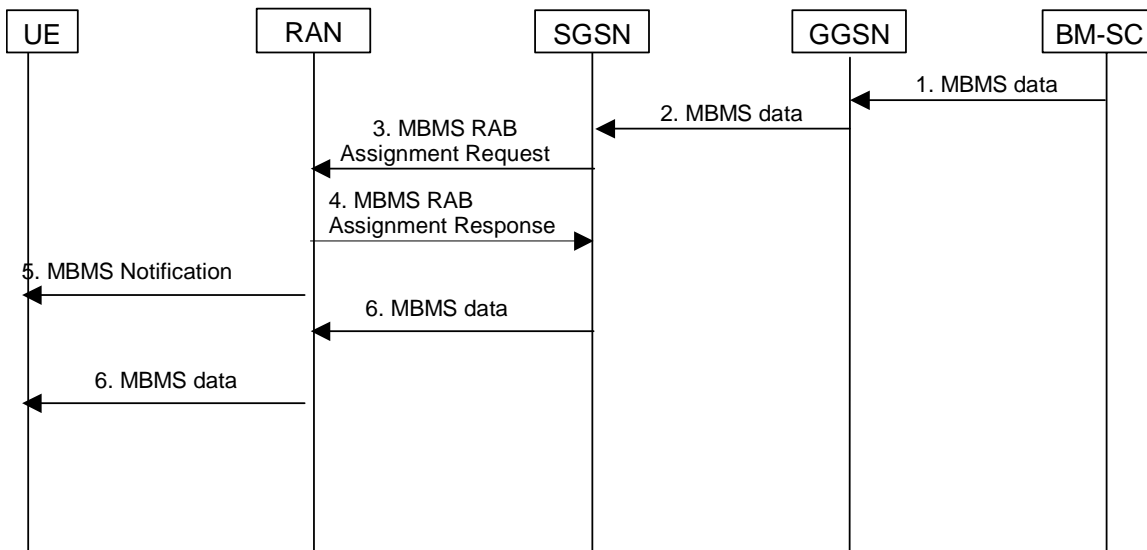 UE
RAN
SGSN
GGSN
BM-SC
1. MBMS data
2. MBMS data
3. MBMS RAB
Assignment Request
4. MBMS RAB
Assignment Response
5. MBMS Notification
6. MBMS data
6. MBMS data